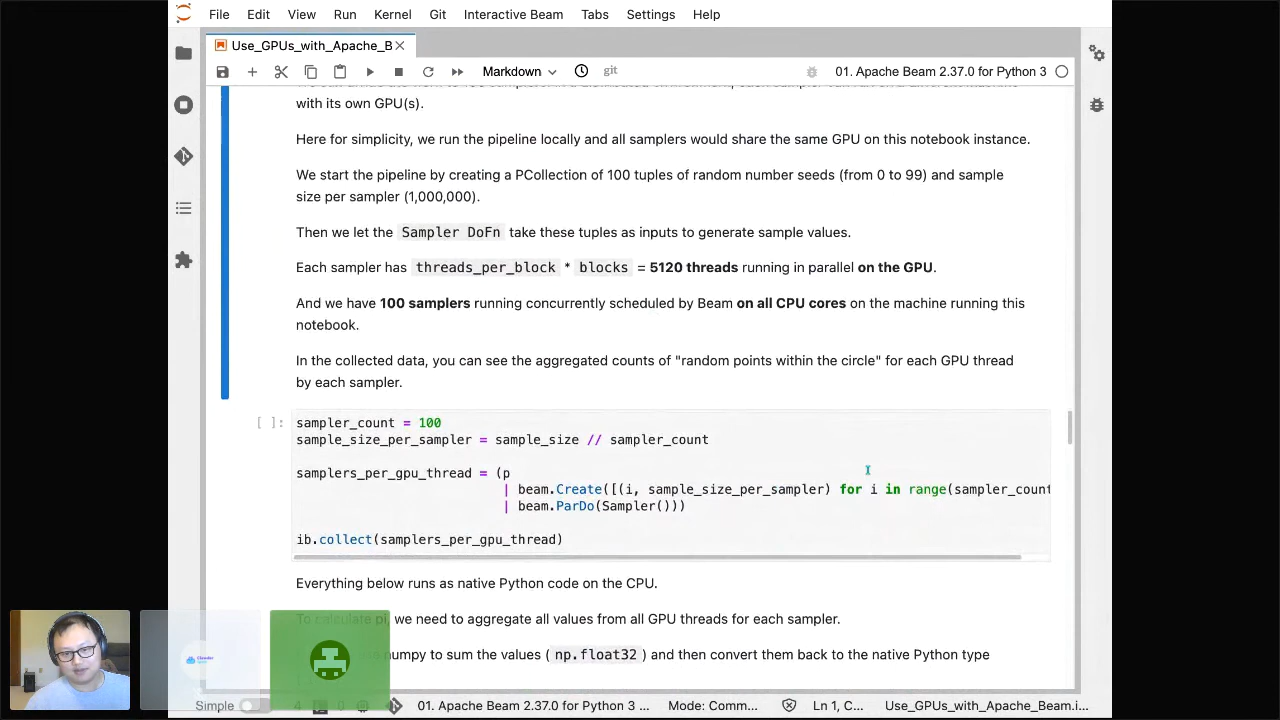 File Edit View Run Kernel Git Interactive Beam Tabs Settings Help
Use_GPUs_with_Apache_B
Markdown git 01. Apache Beam 2.37.0 for Python 3
with its own GPU(s).
Here for simplicity, we run the pipeline locally and all samplers would share the same GPU on this notebook instance.
We start the pipeline by creating a PCollection of 100 tuples of random number seeds (from 0 to 99) and sample
size per sampler (1,000,000).
Then we let the Sampler DoFn take these tuples as inputs to generate sample values.
Each sampler has threads_per_block * blocks = 5120 threads running in parallel on the GPU.
And we have 100 samplers running concurrently scheduled by Beam on all CPU cores on the machine running this
notebook.
In the collected data, you can see the aggregated counts of "random points within the circle" for each GPU thread
by each sampler.
[ ]: sampler_count = 100
sample_size_per_sampler = sample_size // sampler_count
samplers_per_gpu_thread = (p
| beam.Create([(i, sample_size_per_sampler) for i in range(sampler_count
| beam.ParDo(Sampler()))
ib.collect(samplers_per_gpu_thread)
Everything below runs as native Python code on the CPU.
To calculate pi, we need to aggregate all values from all GPU threads for each sampler.
numpy to sum the values ( np.float32 ) and then convert them back to the native Python type
Simple 4 0 01. Apache Beam 2.37.0 for Python 3 ... Mode: Comm... Ln 1, C... Use_GPUs_with_Apache_Beam.i...